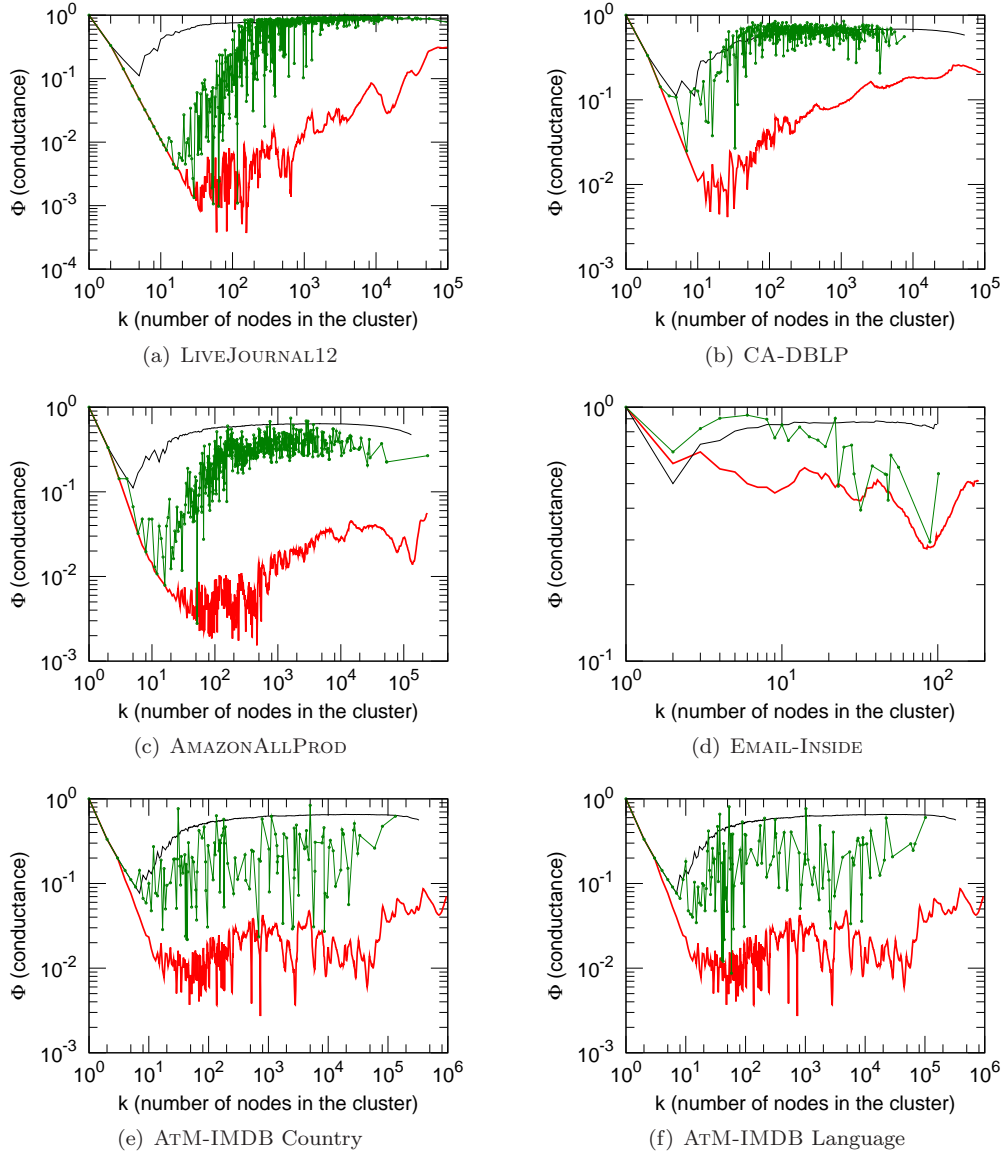 10^0
10^-1
10^-2
10^-3
10^-4
Φ (conductance)
10^0 10^1 10^2 10^3 10^4 10^5
k (number of nodes in the cluster)
(a) LIVEJOURNAL12
10^0
10^-1
10^-2
10^-3
Φ (conductance)
10^0 10^1 10^2 10^3 10^4 10^5
k (number of nodes in the cluster)
(b) CA-DBLP
10^0
10^-1
10^-2
10^-3
Φ (conductance)
10^0 10^1 10^2 10^3 10^4 10^5
k (number of nodes in the cluster)
(c) AMAZONALLPROD
10^0
10^-1
Φ (conductance)
10^0 10^1 10^2
k (number of nodes in the cluster)
(d) EMAIL-INSIDE
10^0
10^-1
10^-2
10^-3
Φ (conductance)
10^0 10^1 10^2 10^3 10^4 10^5 10^6
k (number of nodes in the cluster)
(e) ATM-IMDB Country
10^0
10^-1
10^-2
10^-3
Φ (conductance)
10^0 10^1 10^2 10^3 10^4 10^5 10^6
k (number of nodes in the cluster)
(f) ATM-IMDB Language